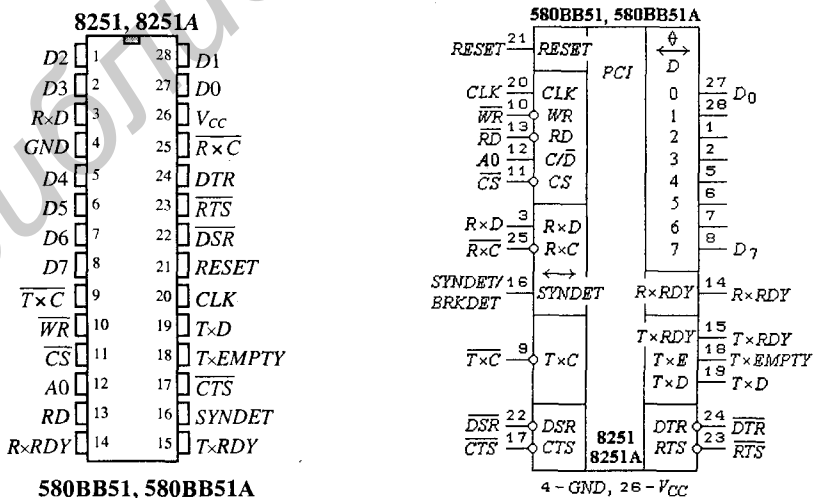 8251, 8251A
D2 1 28 D1
D3 2 27 D0
R×D 3 26 VCC
GND 4 25 R×C
D4 5 24 DTR
D5 6 23 RTS
D6 7 22 DSR
D7 8 21 RESET
T×C 9 20 CLK
WR 10 19 T×D
CS 11 18 T×EMPTY
A0 12 17 CTS
RD 13 16 SYNDET
R×RDY 14 15 T×RDY
580ВВ51, 580ВВ51А
580ВВ51, 580ВВ51А
RESET 21 RESET PCI θ
D
CLK 20 CLK 0 27 D0
WR 10 WR 1 28
RD 13 RD 2 1
A0 12 C/D 3 2
CS 11 CS 4 5
5 6
R×D 3 R×D 6 7
R×C 25 R×C 7 8 D7
SYNDET/ 16 SYNDET R×RDY 14 R×RDY
BRKDET
T×RDY 15 T×RDY
T×C 9 T×C T×E 18 T×EMPTY
T×D 19 T×D
DSR 22 DSR DTR 24 DTR
CTS 17 CTS RTS 23 RTS
8251
8251A
4-GND, 26-VCC